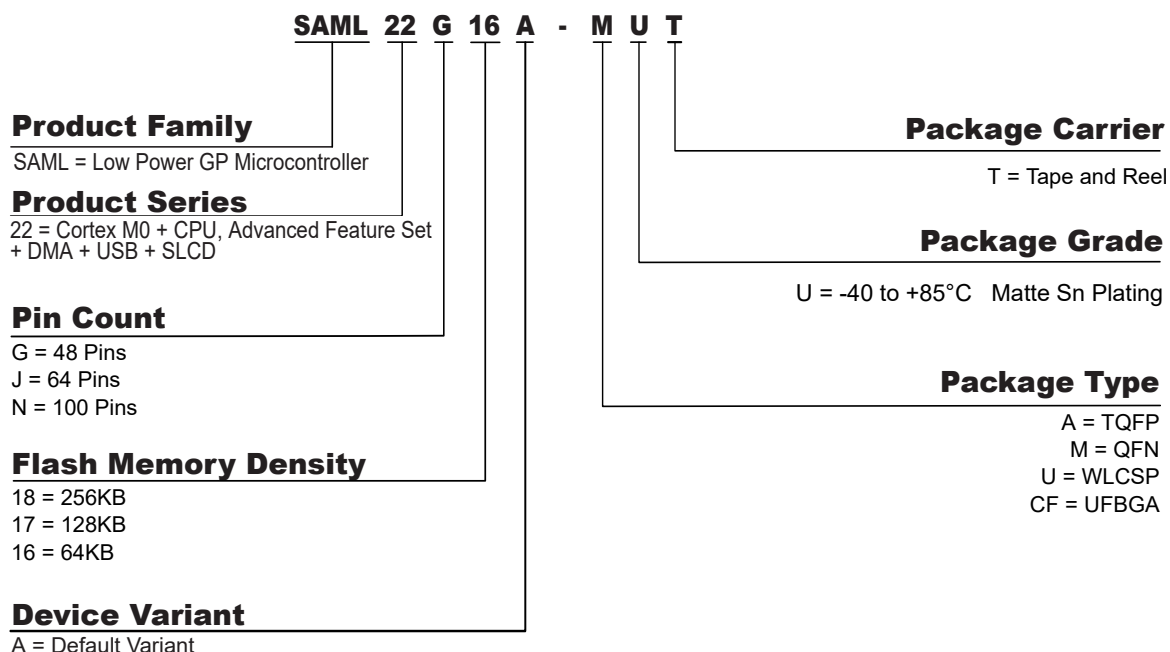 SAML 22 G 16 A - M U T
Product Family
SAML = Low Power GP Microcontroller
Product Series
22 = Cortex M0 + CPU, Advanced Feature Set
+ DMA + USB + SLCD
Pin Count
G = 48 Pins
J = 64 Pins
N = 100 Pins
Flash Memory Density
18 = 256KB
17 = 128KB
16 = 64KB
Device Variant
A = Default Variant
Package Carrier
T = Tape and Reel
Package Grade
U = -40 to +85°C Matte Sn Plating
Package Type
A = TQFP
M = QFN
U = WLCSP
CF = UFBGA